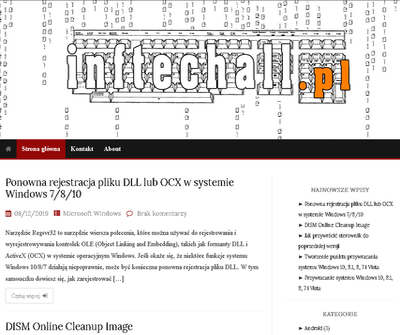 inftechall.pl
Strona główna Kontakt About
Ponowna rejestracja pliku DLL lub OCX w systemie
Windows 7/8/10
08/12/2019 Microsoft Windows Brak komentarzy
Narzędzie Regsvr32 to narzędzie wiersza polecenia, które można używać do rejestrowania i
wyrejestrowywania kontrolek OLE (Object Linking and Embedding), takich jak formanty DLL i
ActiveX (OCX) w systemie operacyjnym Windows. Jeśli okaże się, że niektóre funkcje systemu
Windows 10/8/7 działają niepoprawnie, może być konieczna ponowna rejestracja pliku DLL. W tym
samouczku dowiesz się, jak zarejestrować […]
Czytaj więcej
DISM Online Cleanup Image
NAJNOWSZE WPISY
Ponowna rejestracja pliku DLL lub OCX
w systemie Windows 7/8/10
DISM Online Cleanup Image
Jak przywrócić sterownik do
poprzedniej wersji
Tworzenie punktu przywracania
systemu Windows 10, 8.1, 8, 7 i Vista
Przywracanie systemu Windows 10, 8.1,
8, 7 i Vista
KATEGORIE
Android (3)